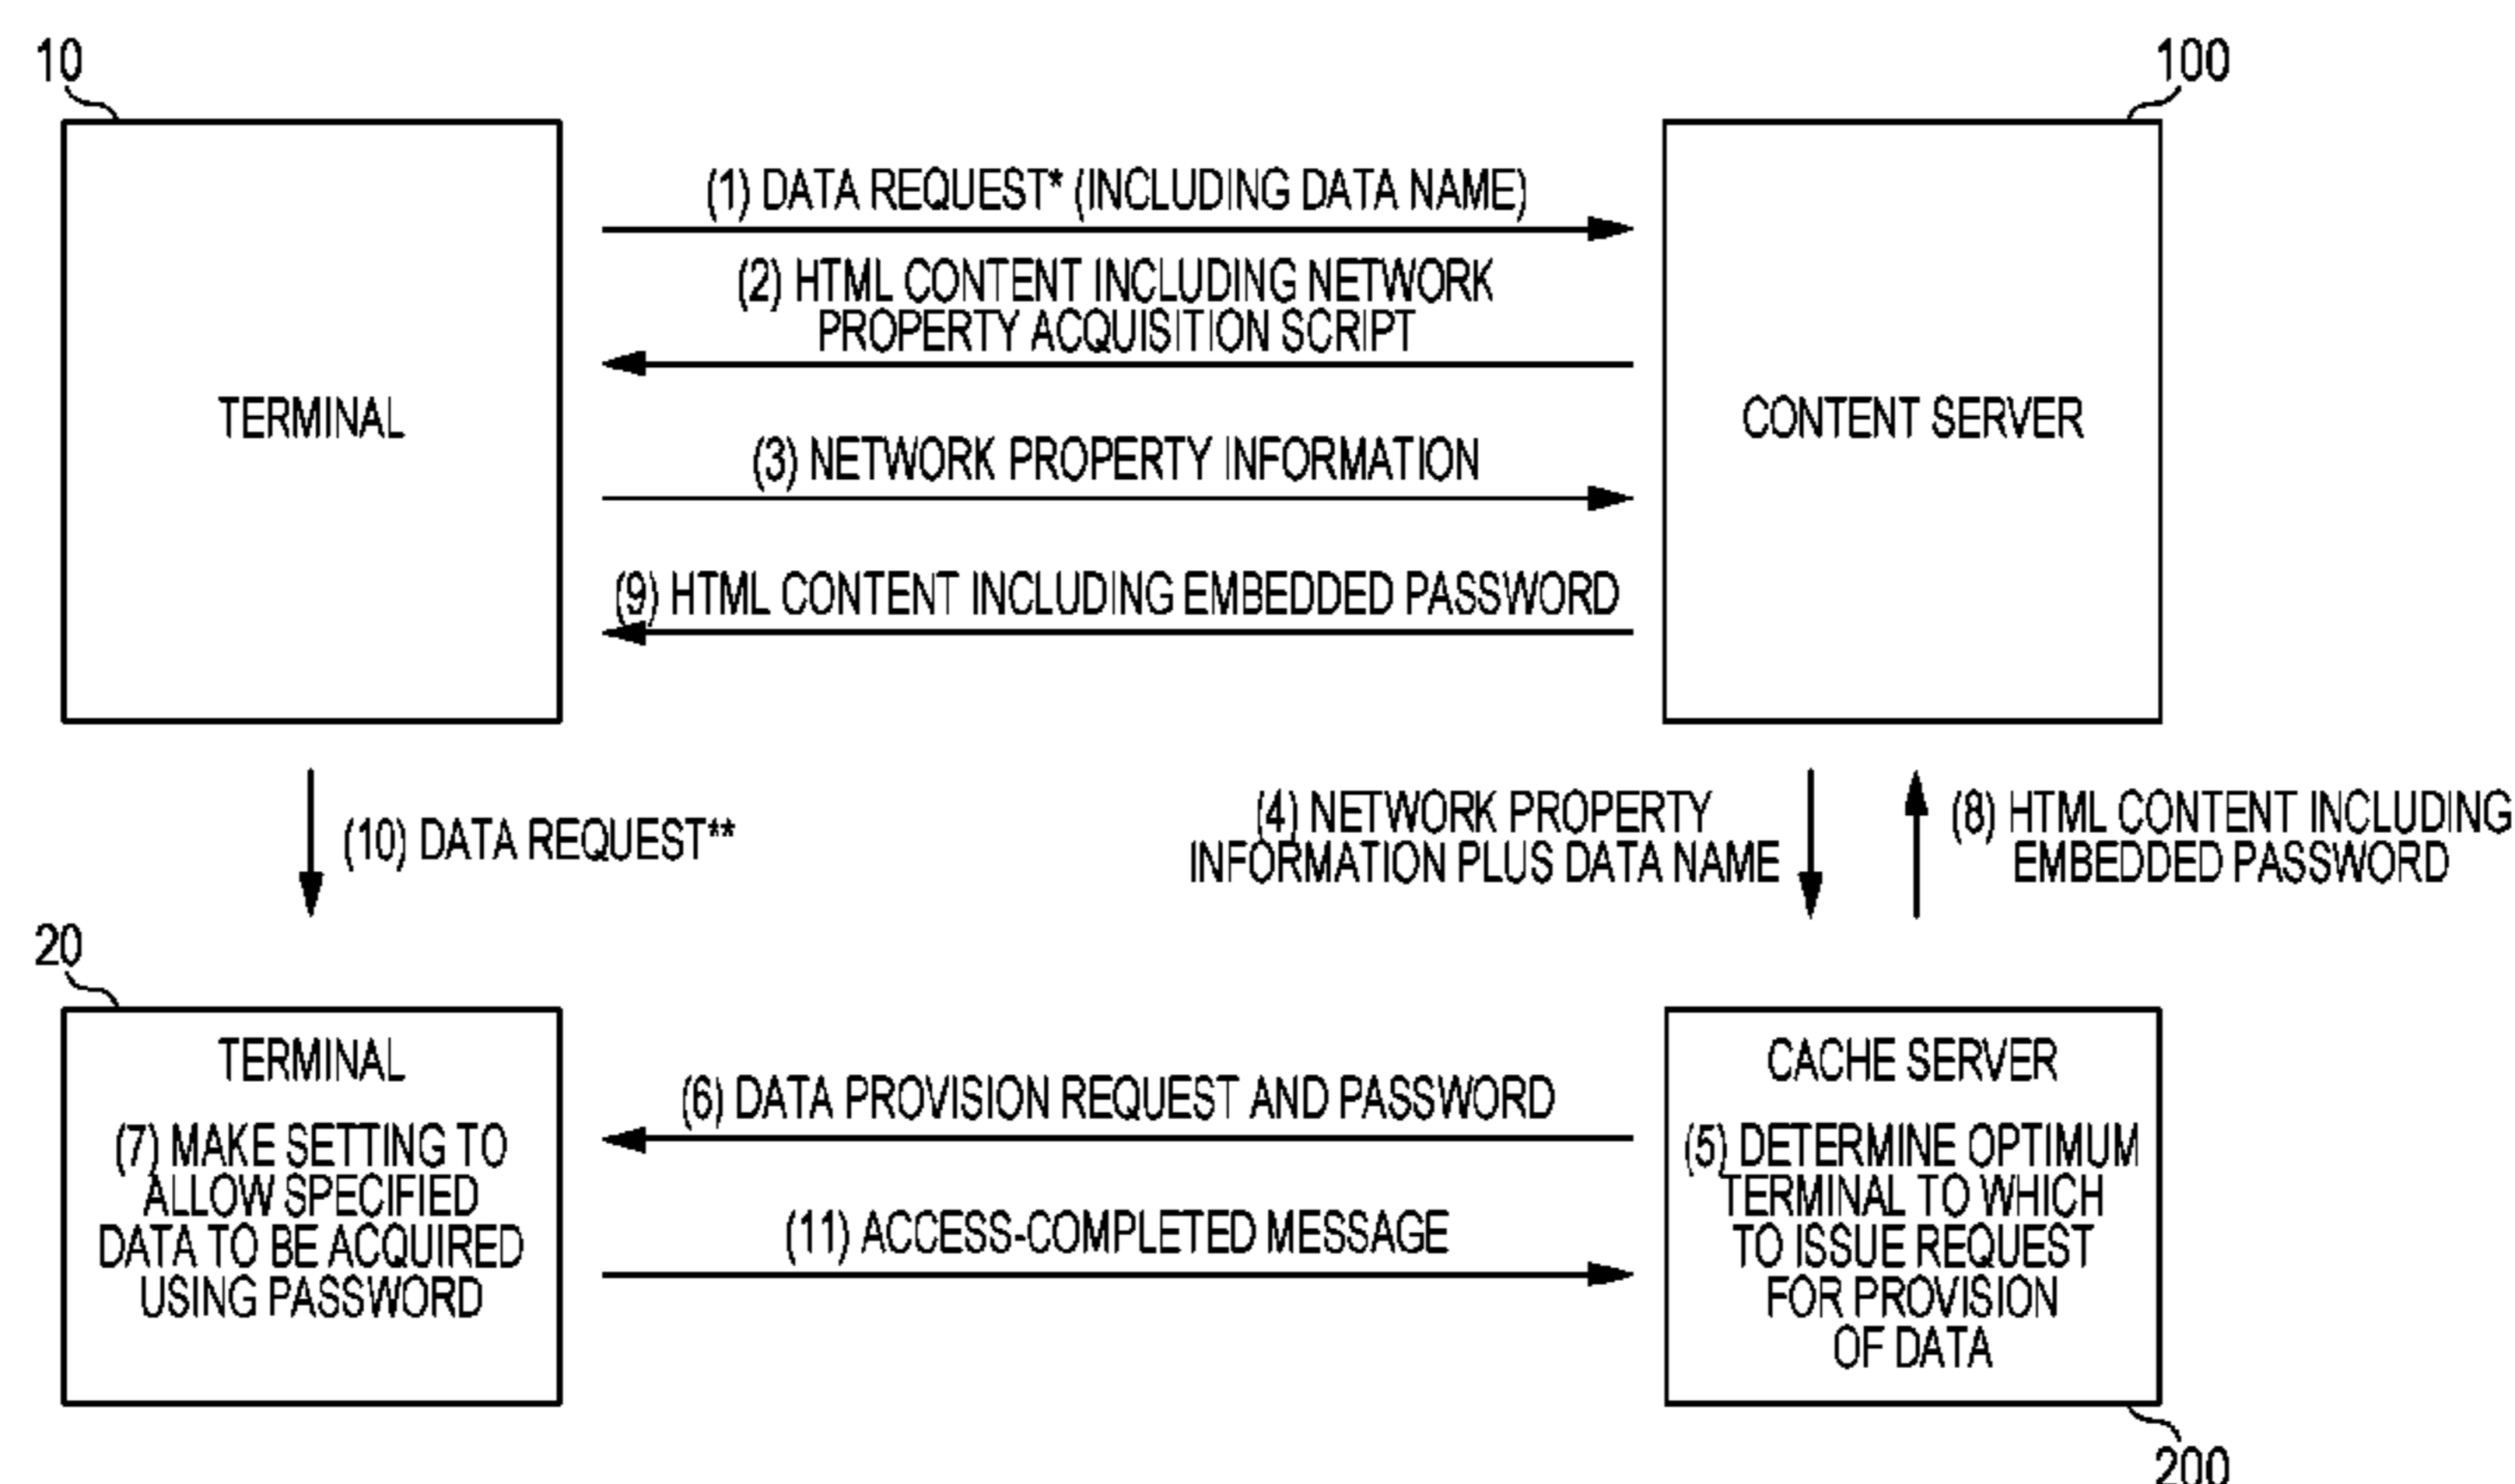 10
100
(1) DATA REQUEST* (INCLUDING DATA NAME)
(2) HTML CONTENT INCLUDING NETWORK
PROPERTY ACQUISITION SCRIPT
TERMINAL
CONTENT SERVER
(3) NETWORK PROPERTY INFORMATION
(9) HTML CONTENT INCLUDING EMBEDDED PASSWORD
(10) DATA REQUEST**
(4) NETWORK PROPERTY
INFORMATION PLUS DATA NAME
(8) HTML CONTENT INCLUDING
EMBEDDED PASSWORD
20
TERMINAL
(7) MAKE SETTING TO
ALLOW SPECIFIED
DATA TO BE ACQUIRED
USING PASSWORD
(6) DATA PROVISION REQUEST AND PASSWORD
(11) ACCESS-COMPLETED MESSAGE
CACHE SERVER
(5) DETERMINE OPTIMUM
TERMINAL TO WHICH
TO ISSUE REQUEST
FOR PROVISION
OF DATA
200